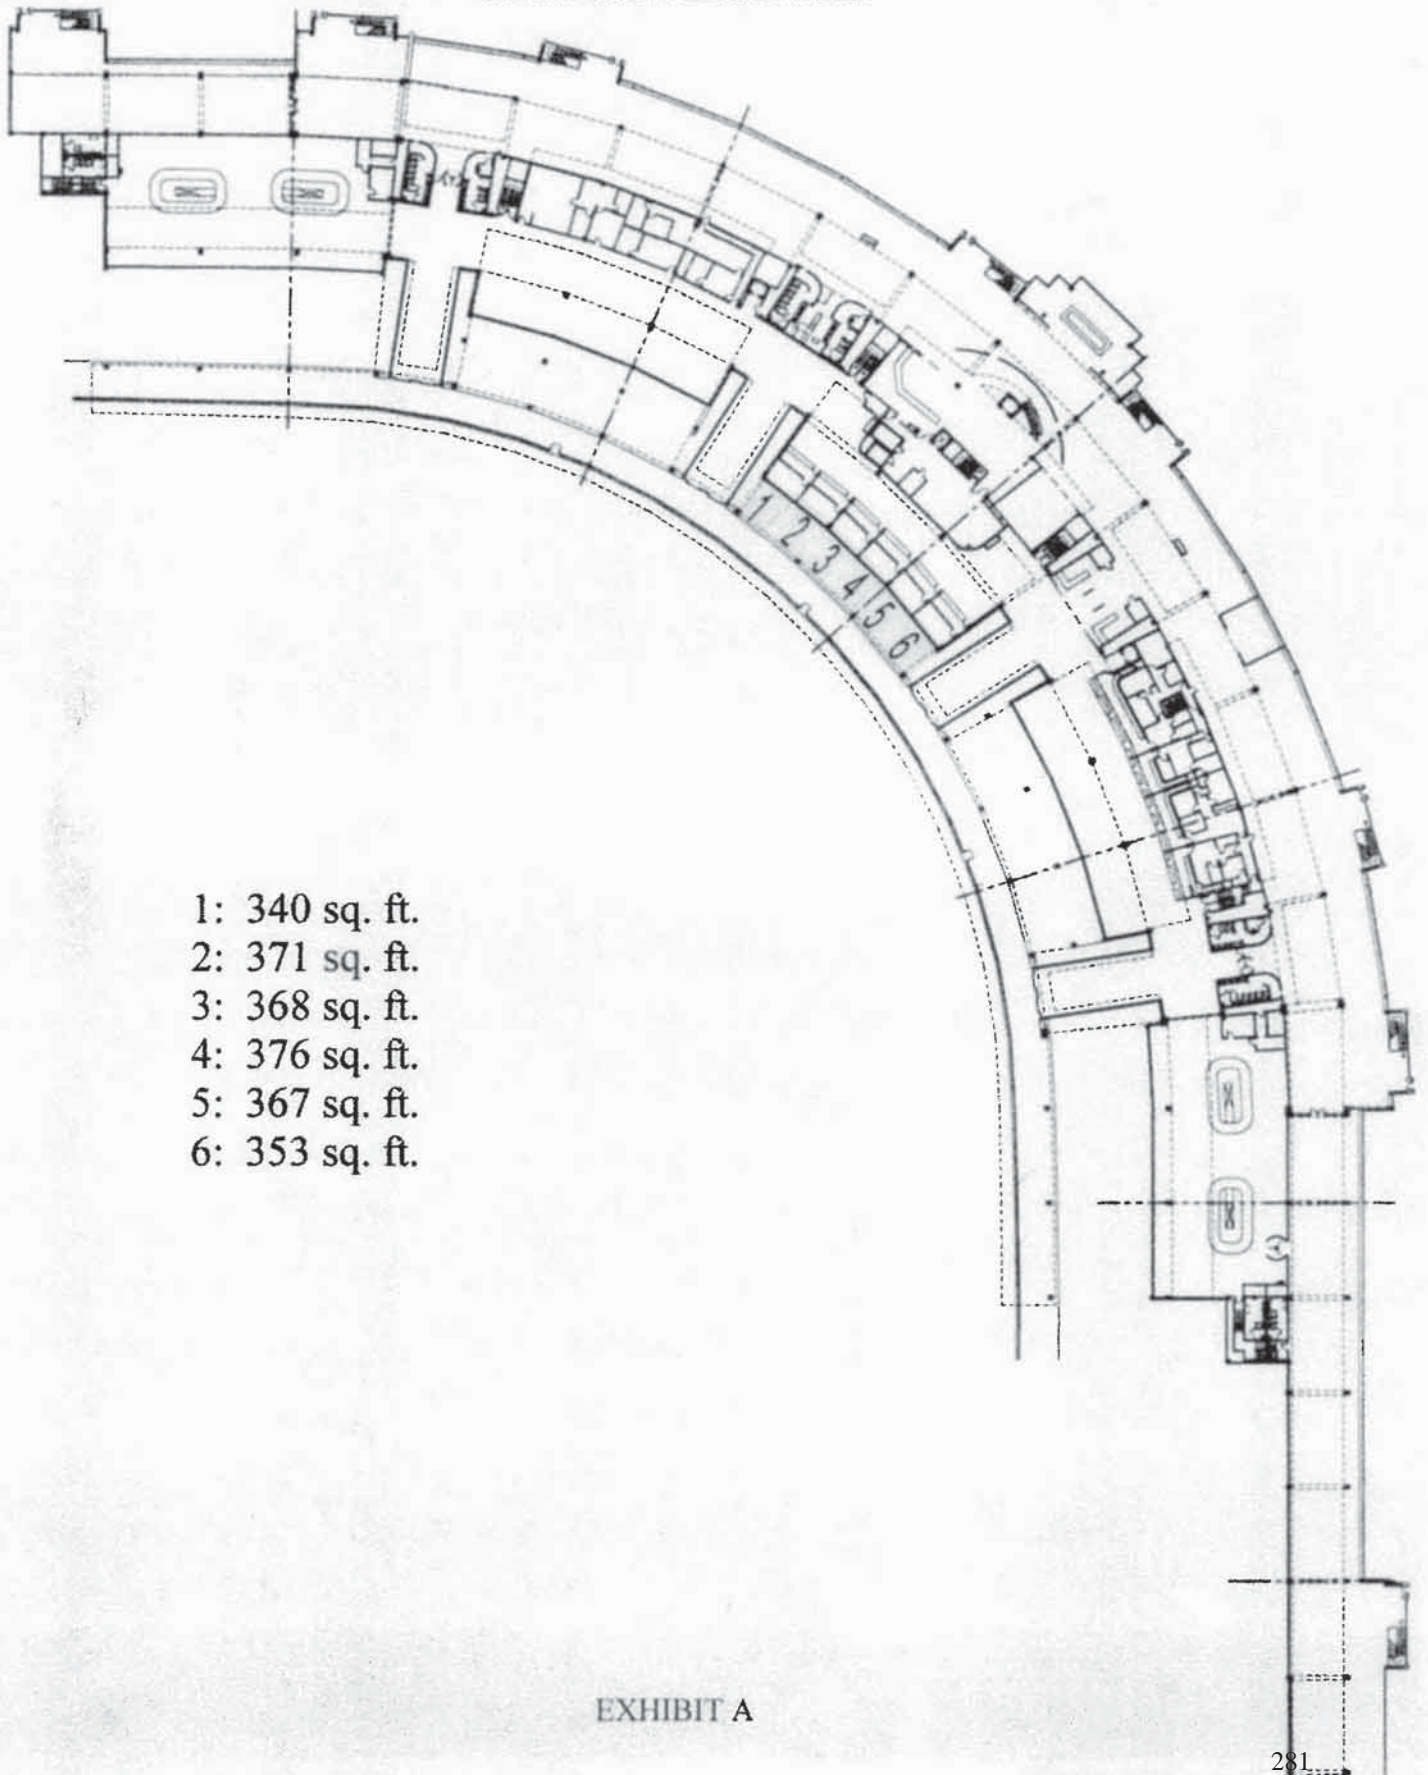 1
2
3
4
5
6
1: 340 sq. ft.
2: 371 sq. ft.
3: 368 sq. ft.
4: 376 sq. ft.
5: 367 sq. ft.
6: 353 sq. ft.
EXHIBIT A
281